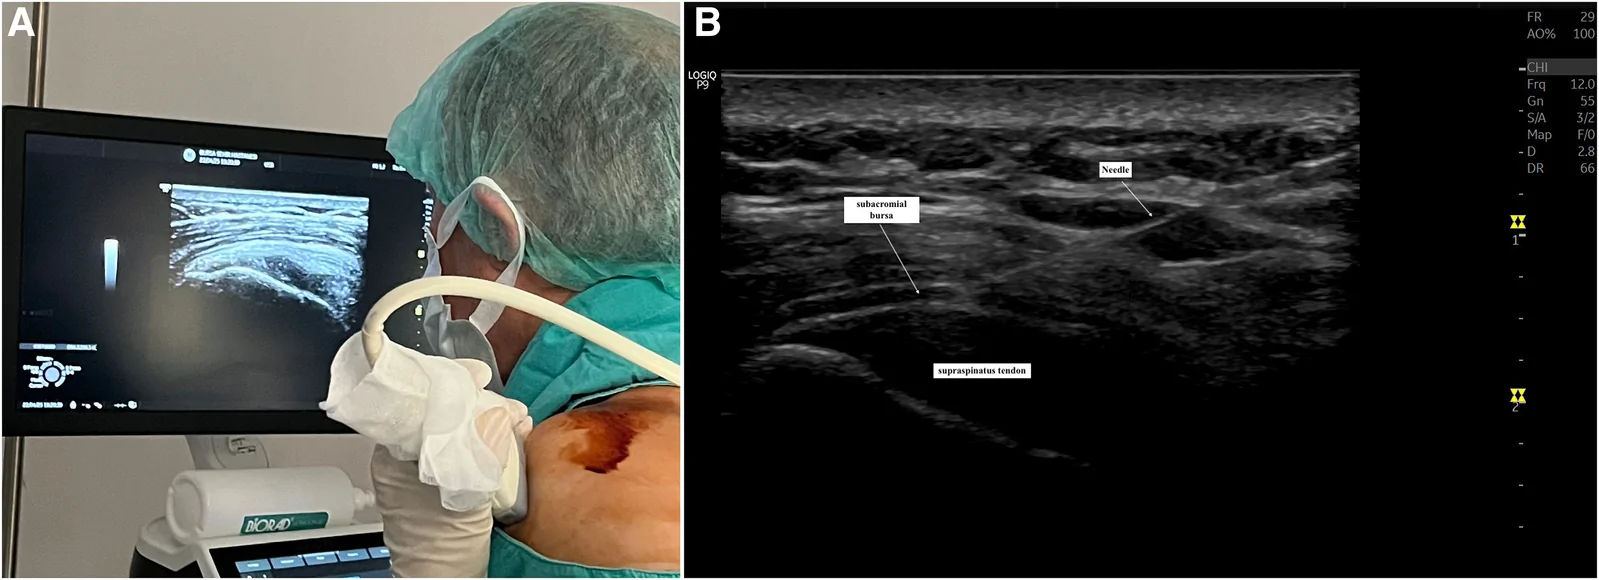 A
BIORAD
B
LOGIQ
P9
Needle
subacromial
bursa
supraspinatus tendon
FR 29
AO% 100
CHI
Frq 12.0
Gn 55
S/A 3/2
Map F/0
D 2.8
DR 66
1
2